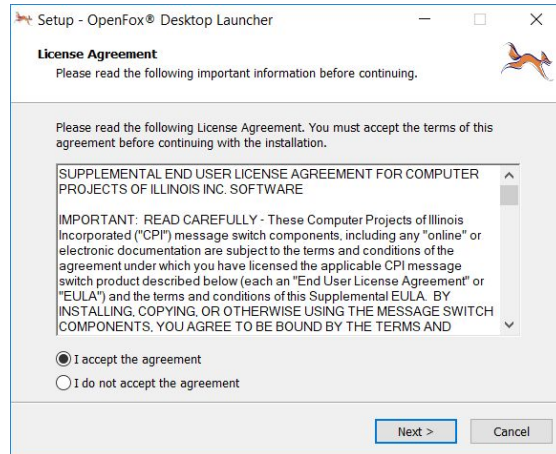 Setup - OpenFox® Desktop Launcher
License Agreement
Please read the following important information before continuing.
Please read the following License Agreement. You must accept the terms of this
agreement before continuing with the installation.
SUPPLEMENTAL END USER LICENSE AGREEMENT FOR COMPUTER
PROJECTS OF ILLINOIS INC. SOFTWARE
IMPORTANT: READ CAREFULLY - These Computer Projects of Illinois
Incorporated ("CPI") message switch components, including any "online" or
electronic documentation are subject to the terms and conditions of the
agreement under which you have licensed the applicable CPI message
switch product described below (each an "End User License Agreement" or
"EULA") and the terms and conditions of this Supplemental EULA. BY
INSTALLING, COPYING, OR OTHERWISE USING THE MESSAGE SWITCH
COMPONENTS, YOU AGREE TO BE BOUND BY THE TERMS AND
I accept the agreement
I do not accept the agreement
Next >
Cancel